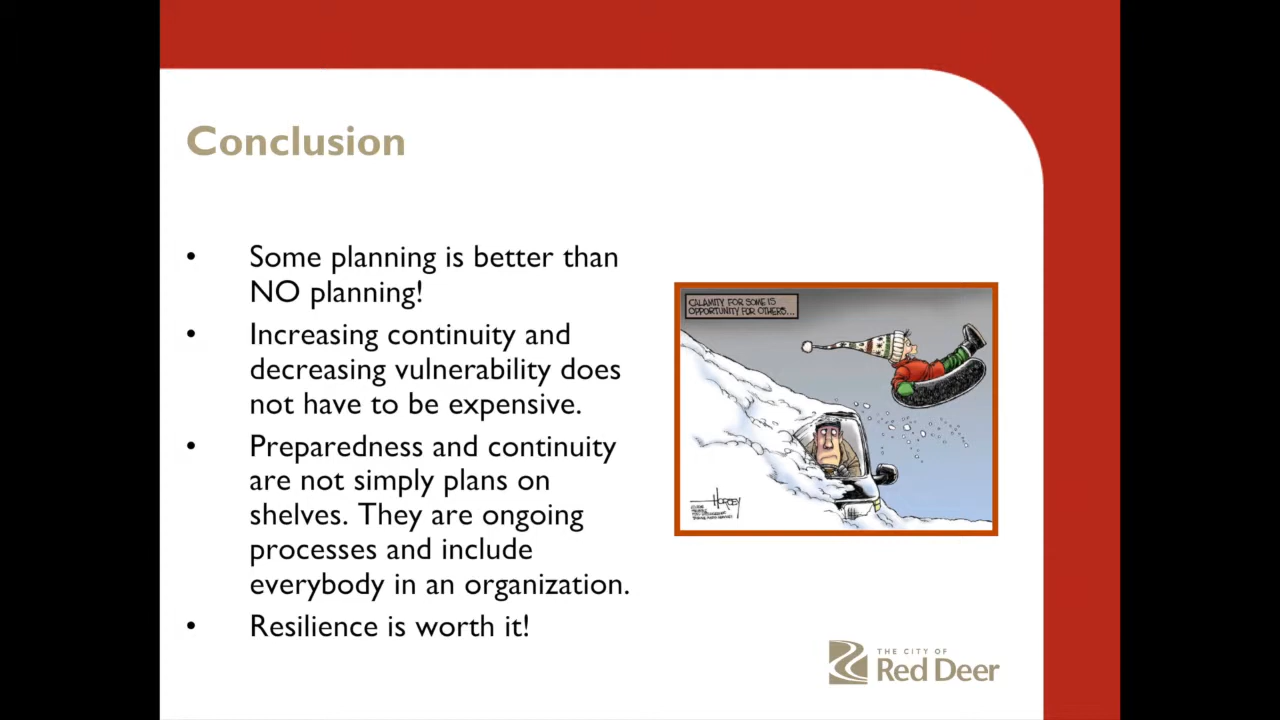 Conclusion
• Some planning is better than
NO planning!
• Increasing continuity and
decreasing vulnerability does
not have to be expensive.
• Preparedness and continuity
are not simply plans on
shelves. They are ongoing
processes and include
everybody in an organization.
• Resilience is worth it!
CALAMITY FOR SOME IS
OPPORTUNITY FOR OTHERS...
HORSEY
THE CITY OF
Red Deer